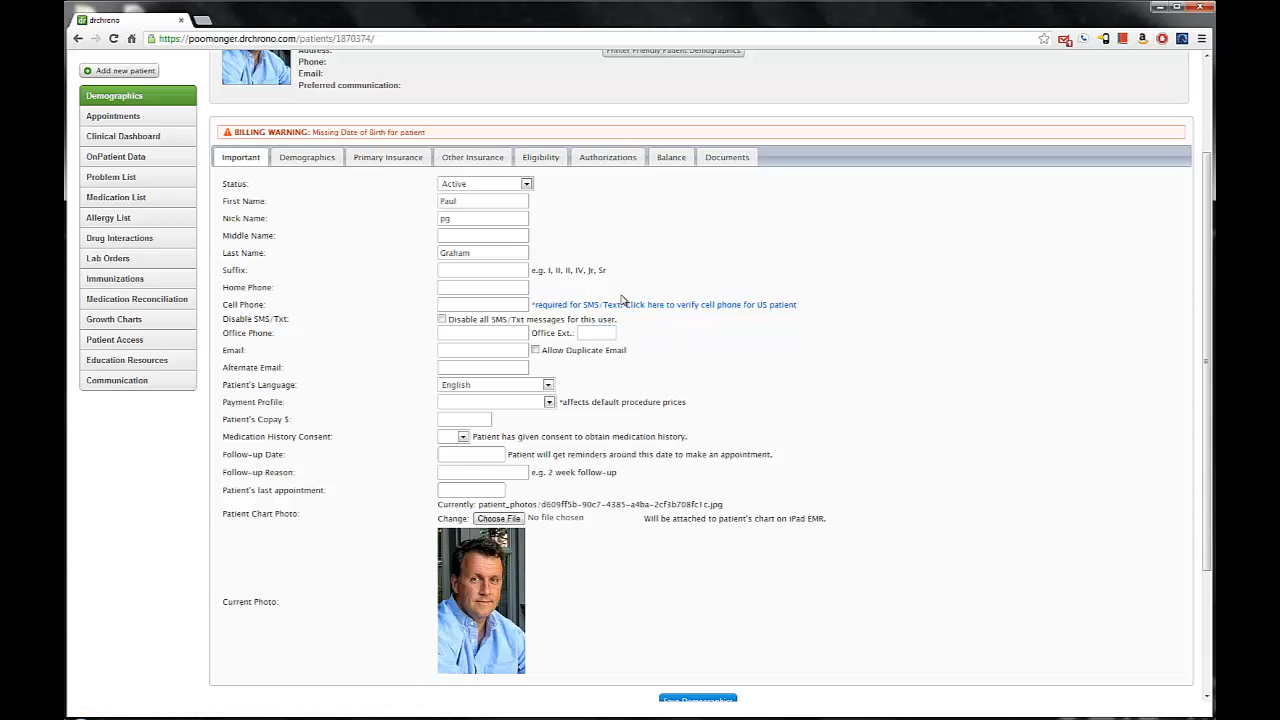 drchrono
https://poomonger.drchrono.com/patients/1870374/
Address:
Printer Friendly Patient Demographics
Phone:
Email:
Preferred communication:
Add new patient
Demographics
Appointments
Clinical Dashboard
OnPatient Data
Problem List
Medication List
Allergy List
Drug Interactions
Lab Orders
Immunizations
Medication Reconciliation
Growth Charts
Patient Access
Education Resources
Communication
BILLING WARNING: Missing Date of Birth for patient
Important Demographics Primary Insurance Other Insurance Eligibility Authorizations Balance Documents
Status: Active
First Name: Paul
Nick Name: pg
Middle Name:
Last Name: Graham
Suffix: e.g. I, II, II, IV, Jr, Sr
Home Phone:
Cell Phone: *required for SMS/Text. Click here to verify cell phone for US patient
Disable SMS/Txt: Disable all SMS/Txt messages for this user.
Office Phone: Office Ext.:
Email: Allow Duplicate Email
Alternate Email:
Patient's Language: English
Payment Profile: *affects default procedure prices
Patient's Copay $:
Medication History Consent: Patient has given consent to obtain medication history.
Follow-up Date: Patient will get reminders around this date to make an appointment.
Follow-up Reason: e.g. 2 week follow-up
Patient's last appointment:
Currently: patient_photos/d609ff5b-90c7-4385-a4ba-2cf3b708fc1c.jpg
Patient Chart Photo: Change: Choose File No file chosen Will be attached to patient's chart on iPad EMR.
Current Photo:
Save Demographics